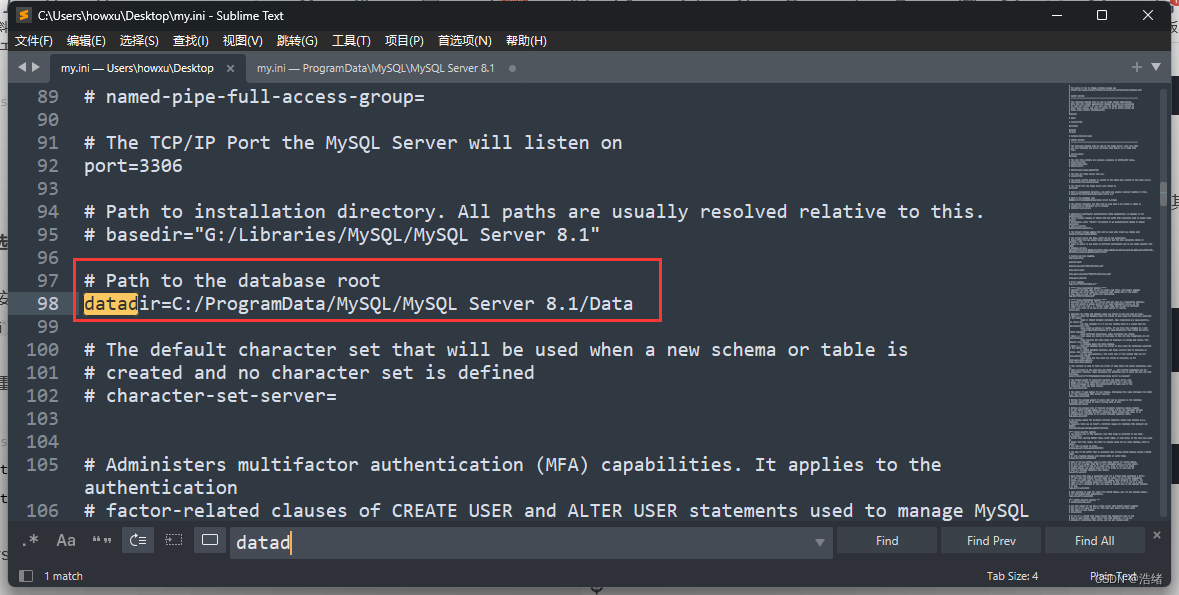 C:\Users\howxu\Desktop\my.ini - Sublime Text
文件(F) 编辑(E) 选择(S) 查找(I) 视图(V) 跳转(G) 工具(T) 项目(P) 首选项(N) 帮助(H)
my.ini — Users\howxu\Desktop × my.ini — ProgramData\MySQL\MySQL Server 8.1
89 # named-pipe-full-access-group=
90
91 # The TCP/IP Port the MySQL Server will listen on
92 port=3306
93
94 # Path to installation directory. All paths are usually resolved relative to this.
95 # basedir="G:/Libraries/MySQL/MySQL Server 8.1"
96
97 # Path to the database root
98 datadir=C:/ProgramData/MySQL/MySQL Server 8.1/Data
99
100 # The default character set that will be used when a new schema or table is
101 # created and no character set is defined
102 # character-set-server=
103
104
105 # Administers multifactor authentication (MFA) capabilities. It applies to the
authentication
106 # factor-related clauses of CREATE USER and ALTER USER statements used to manage MySQL
.* Aa “” datad Find Find Prev Find All ×
1 match Tab Size: 4 Plain Text
CSDN @浩绪